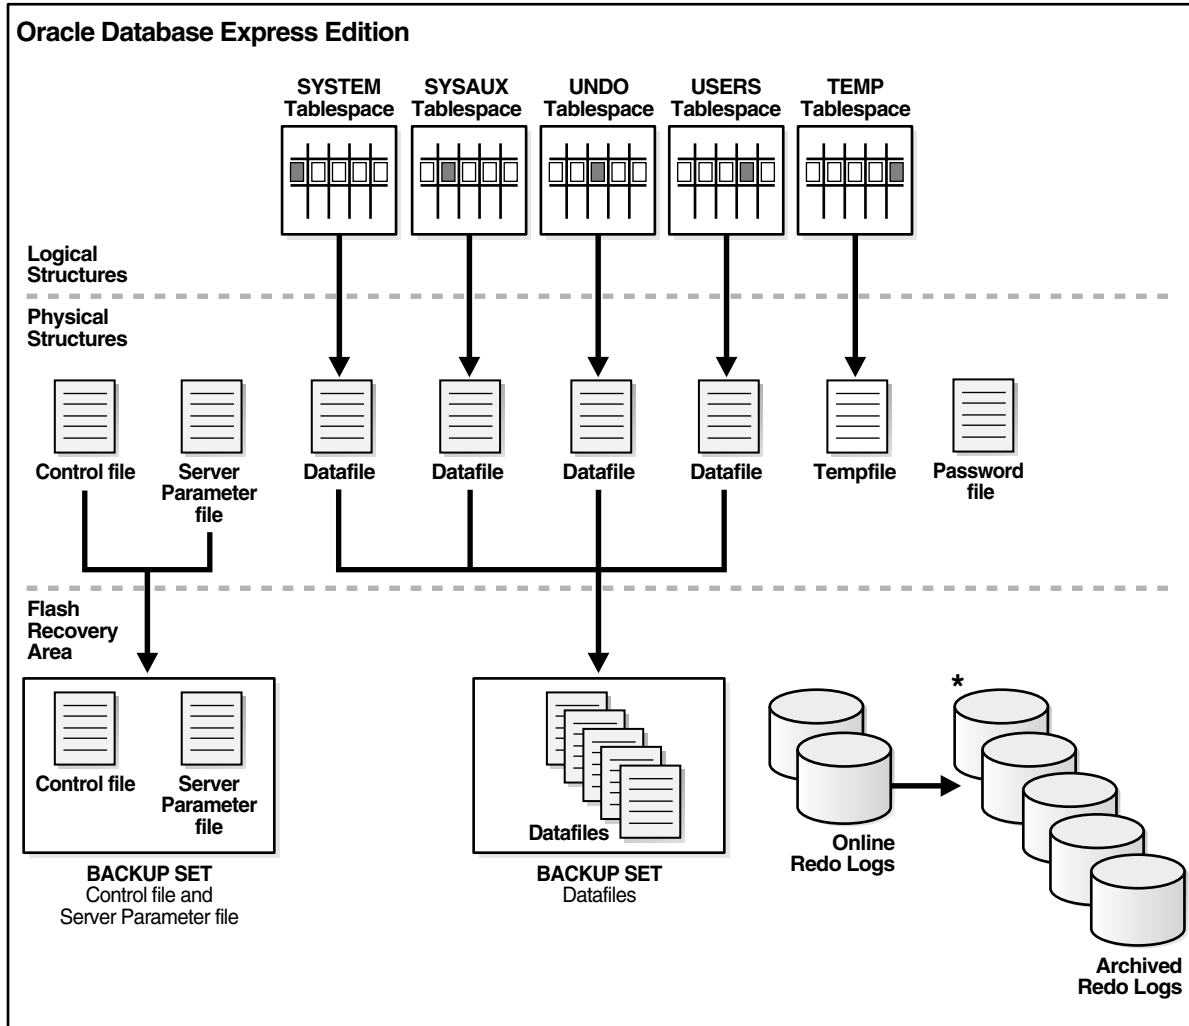 Oracle Database Express Edition
SYSTEM
Tablespace
SYSAUX
Tablespace
UNDO
Tablespace
USERS
Tablespace
TEMP
Tablespace
Logical
Structures
Physical
Structures
Control file
Server
Parameter
file
Datafile
Datafile
Datafile
Datafile
Tempfile
Password
file
Flash
Recovery
Area
Control file
Server
Parameter
file
BACKUP SET
Control file and
Server Parameter file
Datafiles
BACKUP SET
Datafiles
Online
Redo Logs
*
Archived
Redo Logs